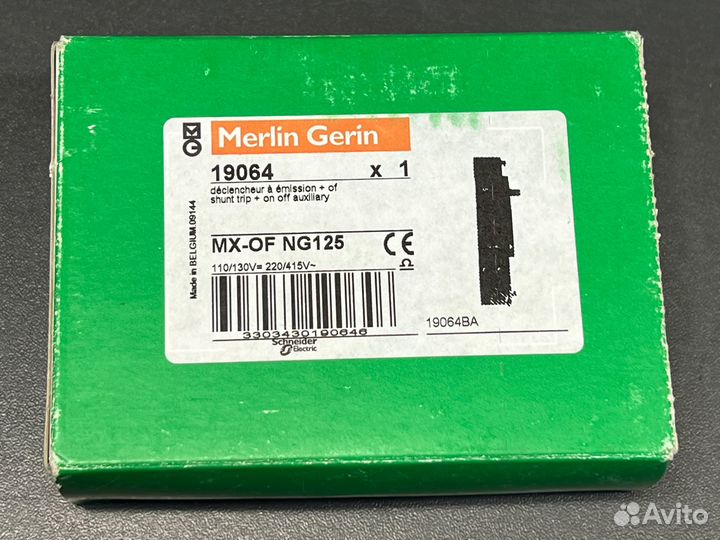 Merlin Gerin
19064 x 1
déclencheur à émission + of
shunt trip + on off auxiliary
MX-OF NG125 CE
110/130V= 220/415V~
3303430190646
Schneider
Electric
19064BA
Made in BELGIUM.09144
Avito